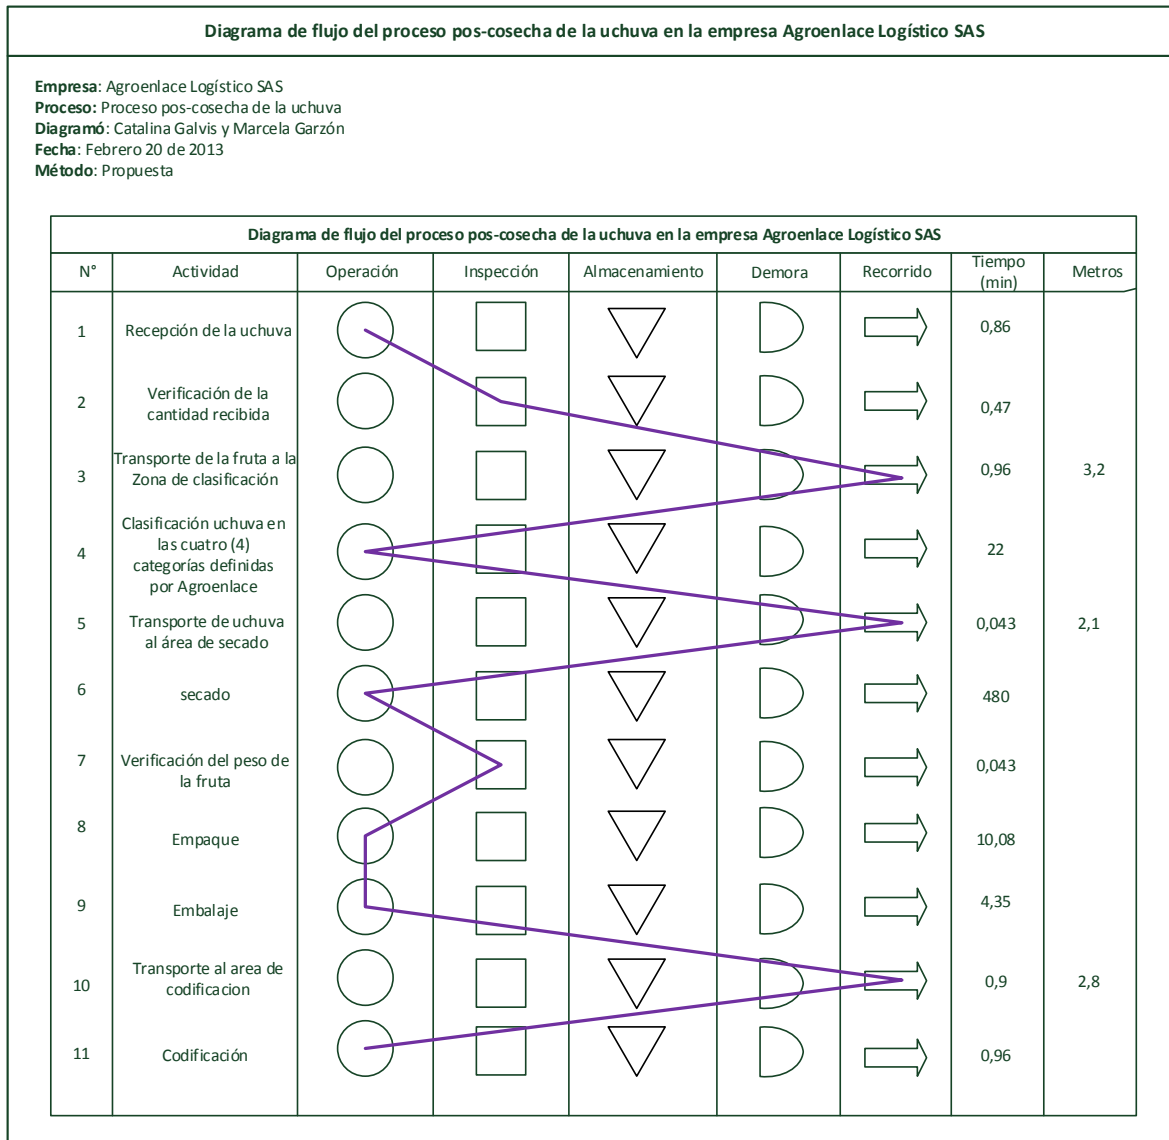 Diagrama de flujo del proceso pos-cosecha de la uchuva en la empresa Agroenlace Logístico SAS
Empresa: Agroenlace Logístico SAS
Proceso: Proceso pos-cosecha de la uchuva
Diagramó: Catalina Galvis y Marcela Garzón
Fecha: Febrero 20 de 2013
Método: Propuesta
Diagrama de flujo del proceso pos-cosecha de la uchuva en la empresa Agroenlace Logístico SAS
N° Actividad Operación Inspección Almacenamiento Demora Recorrido Tiempo (min) Metros
1 Recepción de la uchuva 0,86
2 Verificación de la
cantidad recibida 0,47
3 Transporte de la fruta a la
Zona de clasificación 0,96 3,2
4 Clasificación uchuva en
las cuatro (4)
categorías definidas
por Agroenlace 22
5 Transporte de uchuva
al área de secado 0,043 2,1
6 secado 480
7 Verificación del peso de
la fruta 0,043
8 Empaque 10,08
9 Embalaje 4,35
10 Transporte al area de
codificacion 0,9 2,8
11 Codificación 0,96